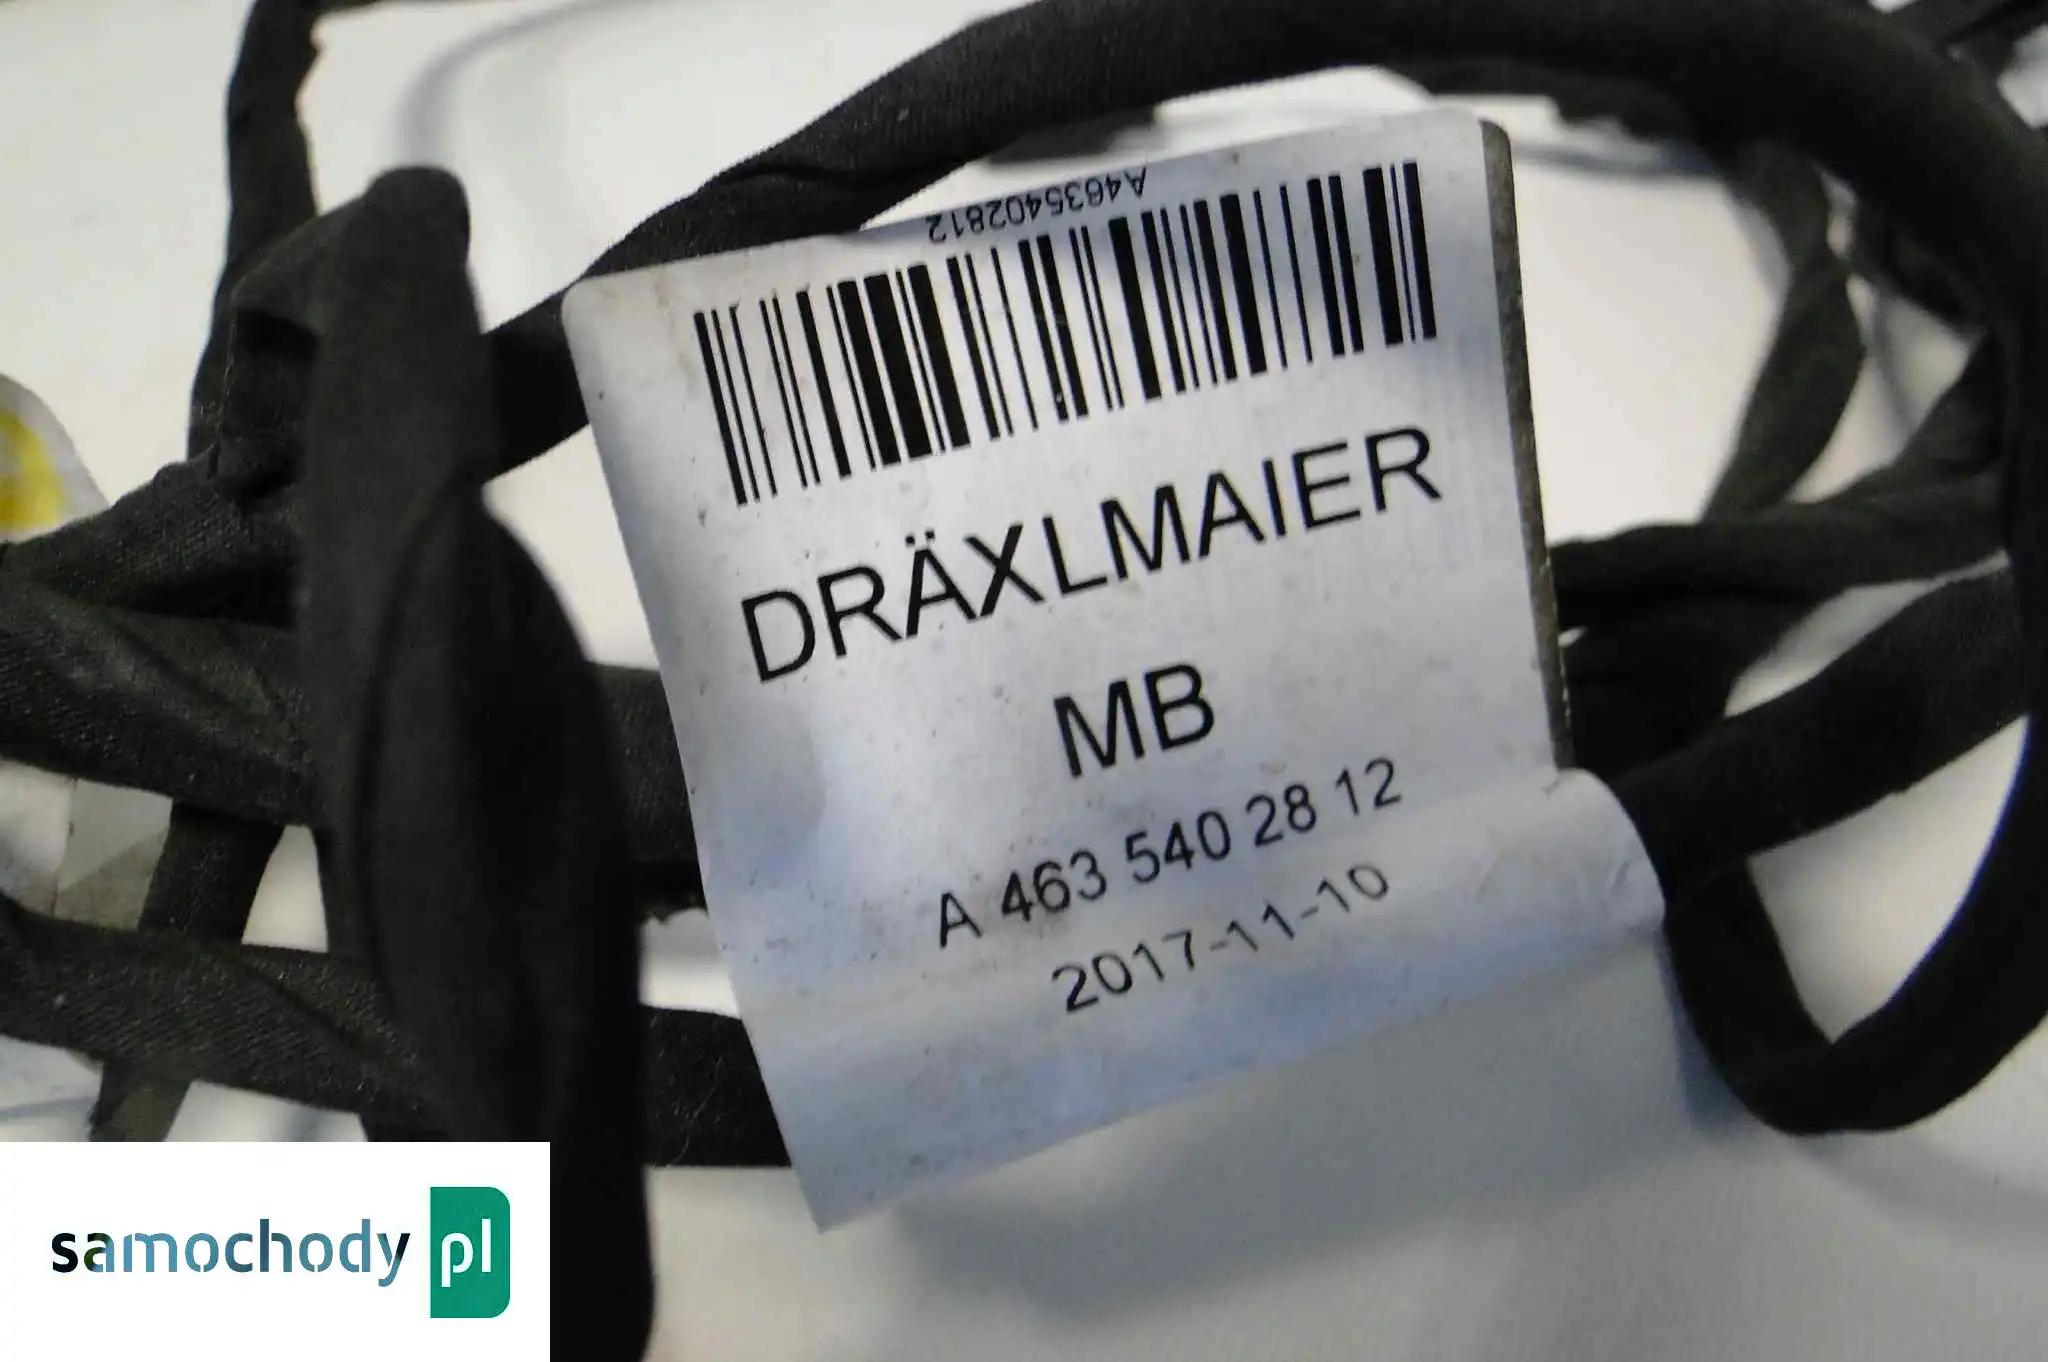 A4635402812
DRÄXLMAIER
MB
A 463 540 28 12
2017-11-10
samochody pl